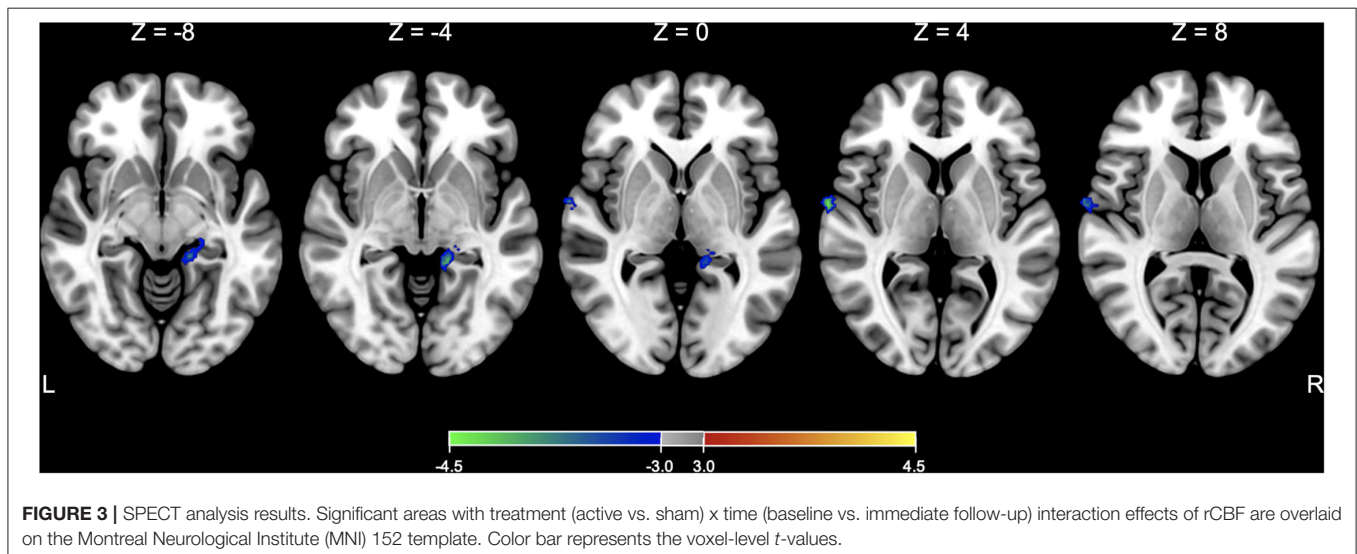 Z = -8 Z = -4 Z = 0 Z = 4 Z = 8
L R
-4.5 -3.0 3.0 4.5
FIGURE 3 | SPECT analysis results. Significant areas with treatment (active vs. sham) x time (baseline vs. immediate follow-up) interaction effects of rCBF are overlaid
on the Montreal Neurological Institute (MNI) 152 template. Color bar represents the voxel-level t-values.